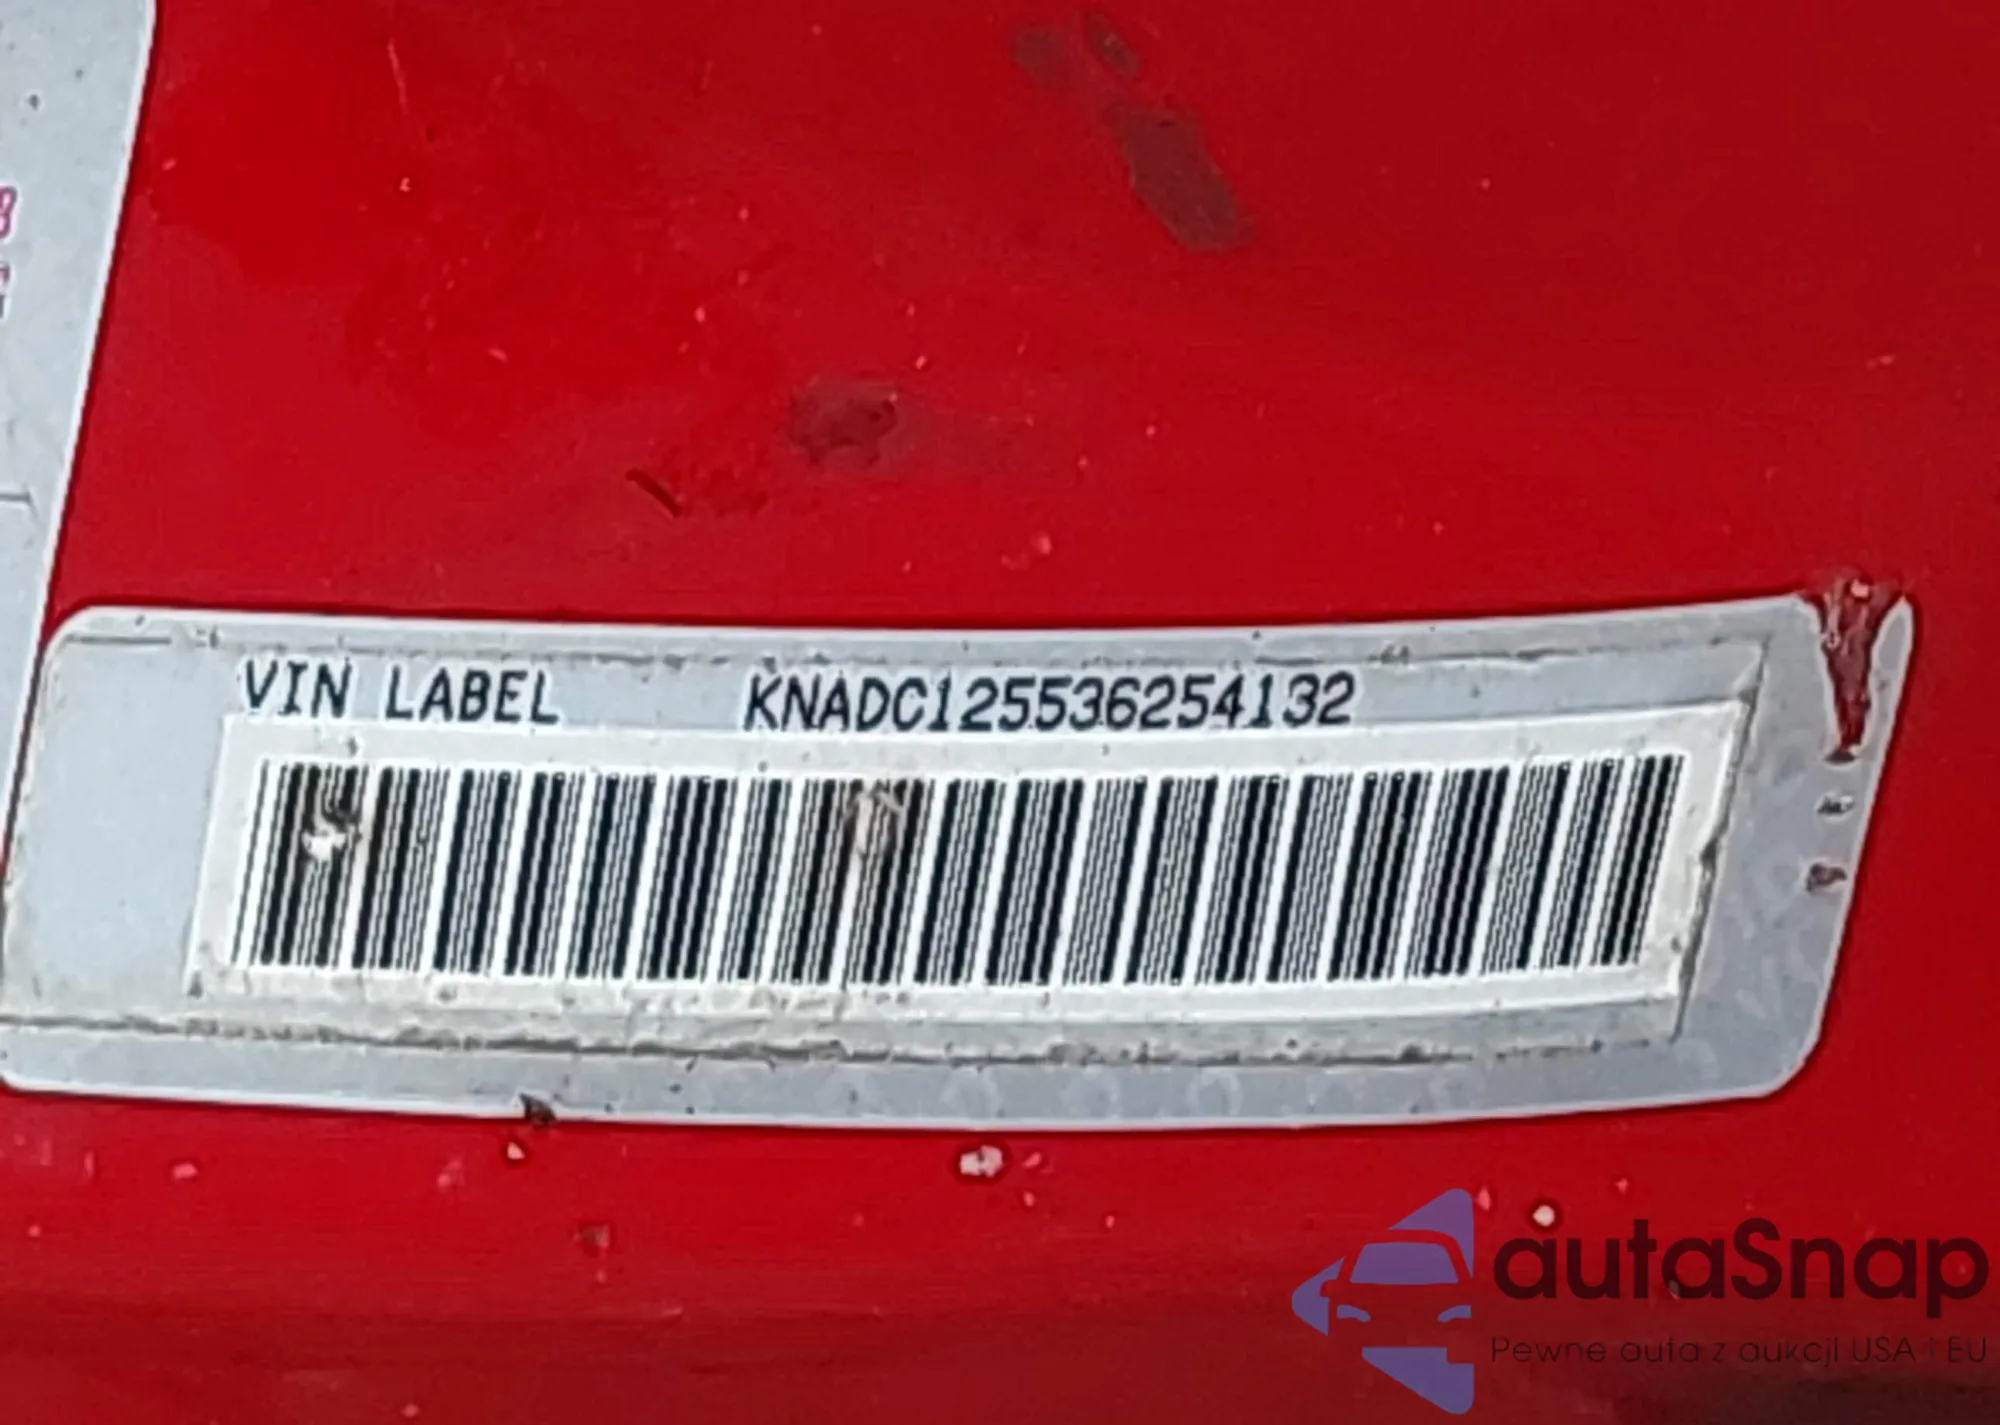 VIN LABEL KNADC125536254132
autaSnap
Pewne auta z aukcji USA i EU